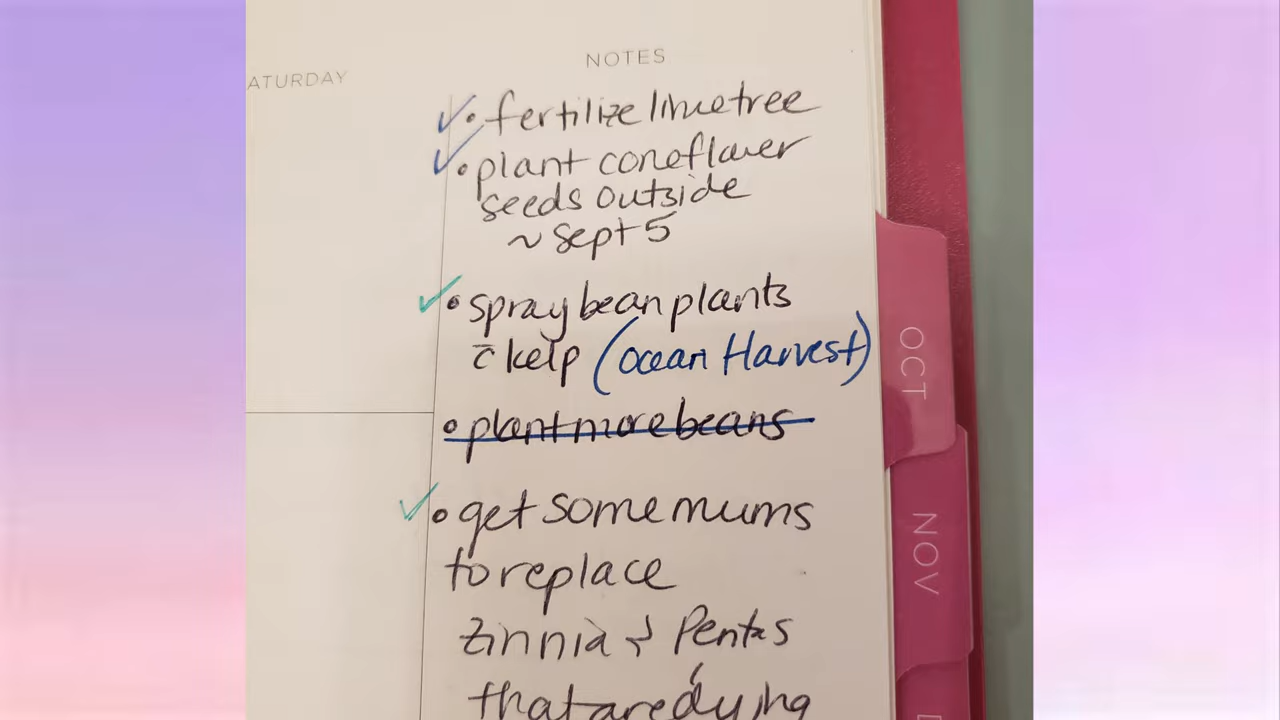 NOTES
ATURDAY
✓• fertilize lime tree
✓• plant coneflower
seeds outside
~ Sept 5
✓• spray bean plants
c̄ kelp (Ocean Harvest)
• plant more beans
✓• get some mums
to replace
zinnia & Pentas
that are dying
OCT
NOV